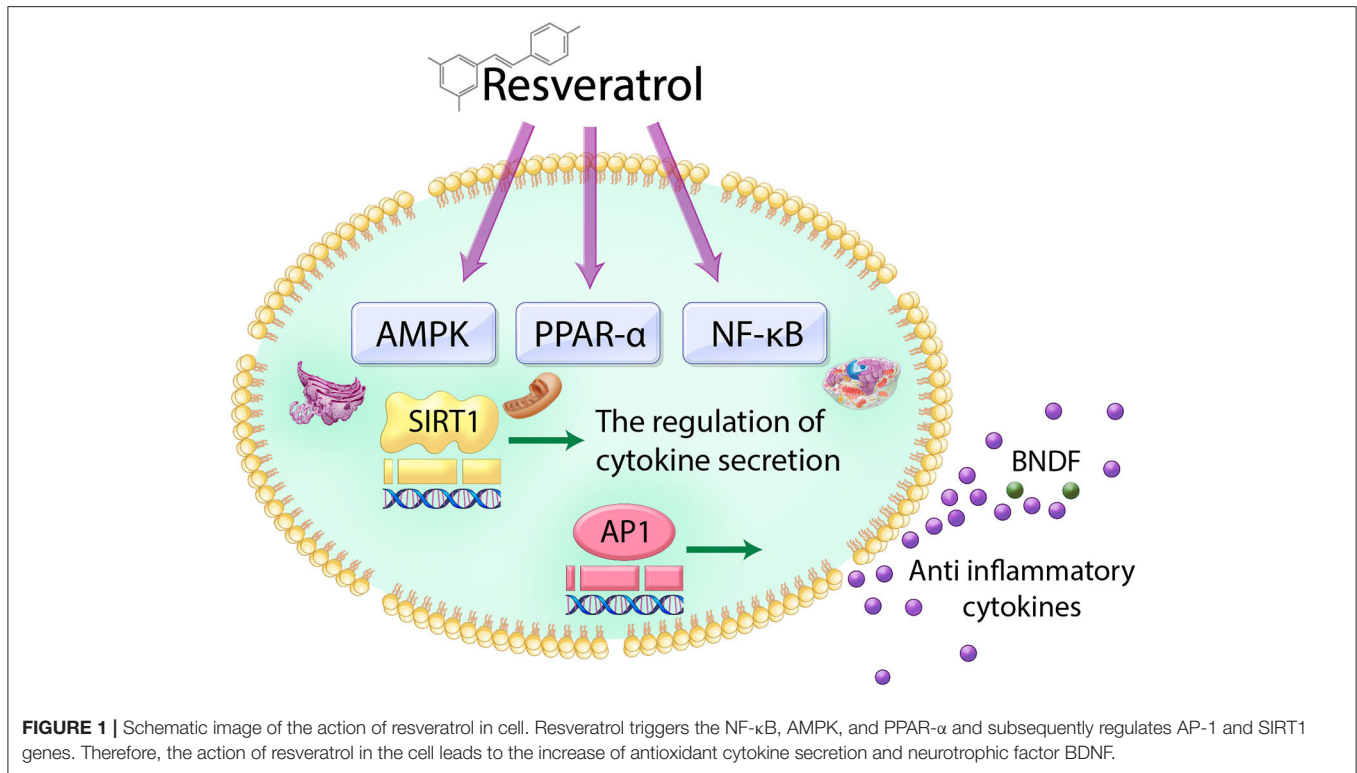 Resveratrol
AMPK
PPAR-α
NF-κB
SIRT1
The regulation of
cytokine secretion
BNDF
AP1
Anti inflammatory
cytokines
FIGURE 1 | Schematic image of the action of resveratrol in cell. Resveratrol triggers the NF-κB, AMPK, and PPAR-α and subsequently regulates AP-1 and SIRT1
genes. Therefore, the action of resveratrol in the cell leads to the increase of antioxidant cytokine secretion and neurotrophic factor BDNF.